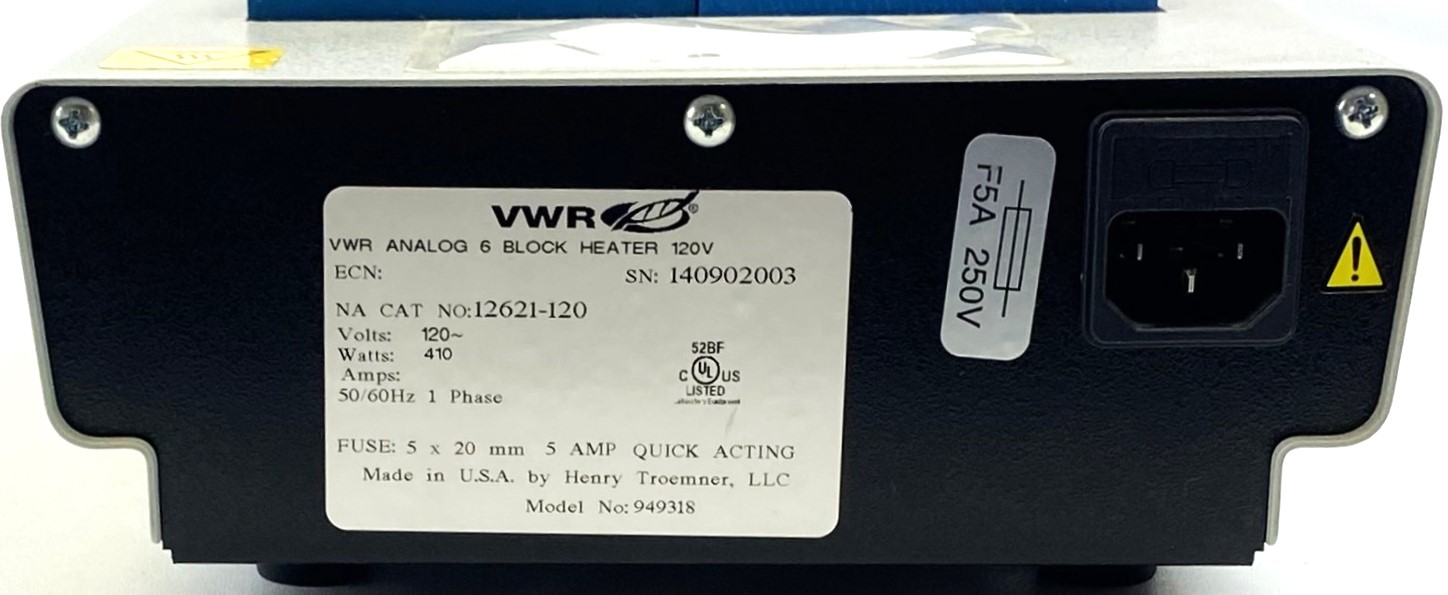 VWR®
VWR ANALOG 6 BLOCK HEATER 120V
ECN: SN: 140902003
NA CAT NO:12621-120
Volts: 120~
Watts: 410
Amps:
50/60Hz 1 Phase
52BF
C UL US
LISTED
Laboratory Equipment
FUSE: 5 x 20 mm 5 AMP QUICK ACTING
Made in U.S.A. by Henry Troemner, LLC
Model No: 949318
F5A 250V